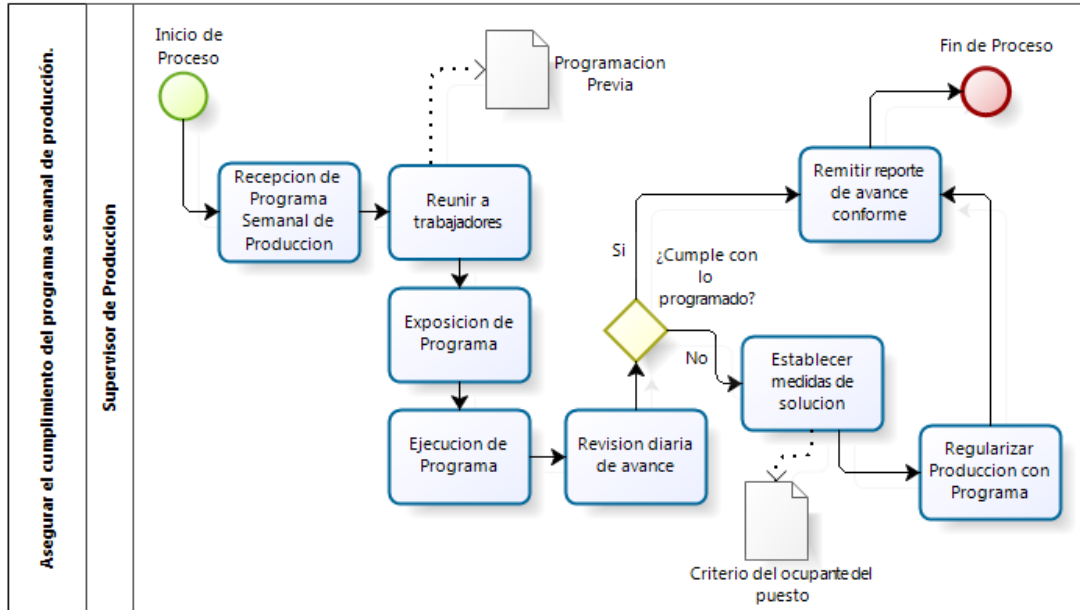 Asegurar el cumplimiento del programa semanal de producción.
Supervisor de Produccion
Inicio de
Proceso
Recepcion de
Programa
Semanal de
Produccion
Reunir a
trabajadores
Programacion
Previa
Exposicion de
Programa
Ejecucion de
Programa
Revision diaria
de avance
¿Cumple con
lo
programado?
Si
No
Establecer
medidas de
solucion
Criterio del ocupante del
puesto
Regularizar
Produccion con
Programa
Remitir reporte
de avance
conforme
Fin de Proceso